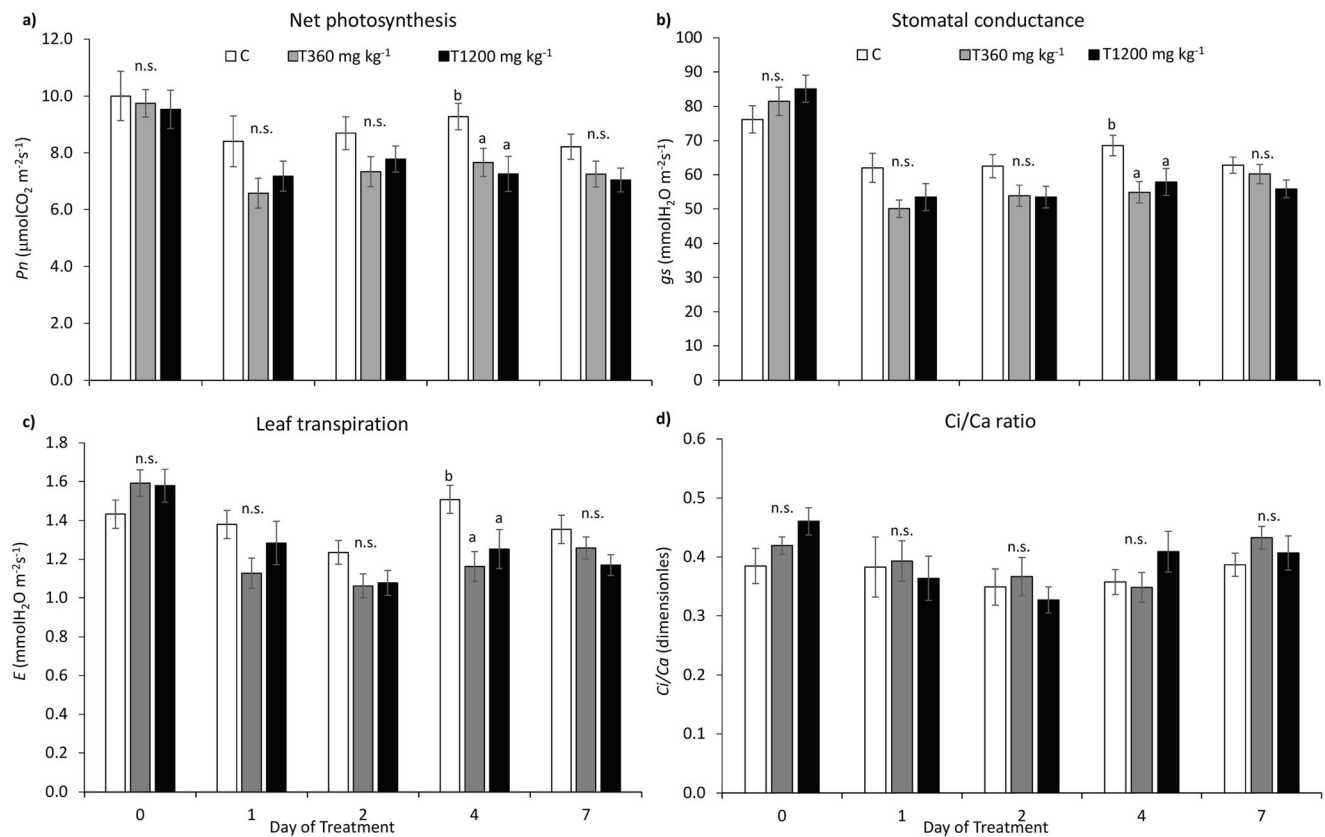 a) Net photosynthesis
C T360 mg kg-1 T1200 mg kg-1
Pn (µmolCO2 m-2s-1)
12.0
10.0
8.0
6.0
4.0
2.0
0.0
n.s.
n.s.
n.s.
b
a
a
n.s.
b) Stomatal conductance
C T360 mg kg-1 T1200 mg kg-1
gs (mmolH2O m-2s-1)
100
90
80
70
60
50
40
30
20
10
0
n.s.
n.s.
n.s.
b
a
a
n.s.
c) Leaf transpiration
E (mmolH2O m-2s-1)
1.8
1.6
1.4
1.2
1.0
0.8
0.6
0.4
0.2
0.0
n.s.
n.s.
n.s.
b
a
a
n.s.
0 1 2 4 7
Day of Treatment
d) Ci/Ca ratio
Ci/Ca (dimensionles)
0.6
0.5
0.4
0.3
0.2
0.1
0.0
n.s.
n.s.
n.s.
n.s.
n.s.
0 1 2 4 7
Day of Treatment